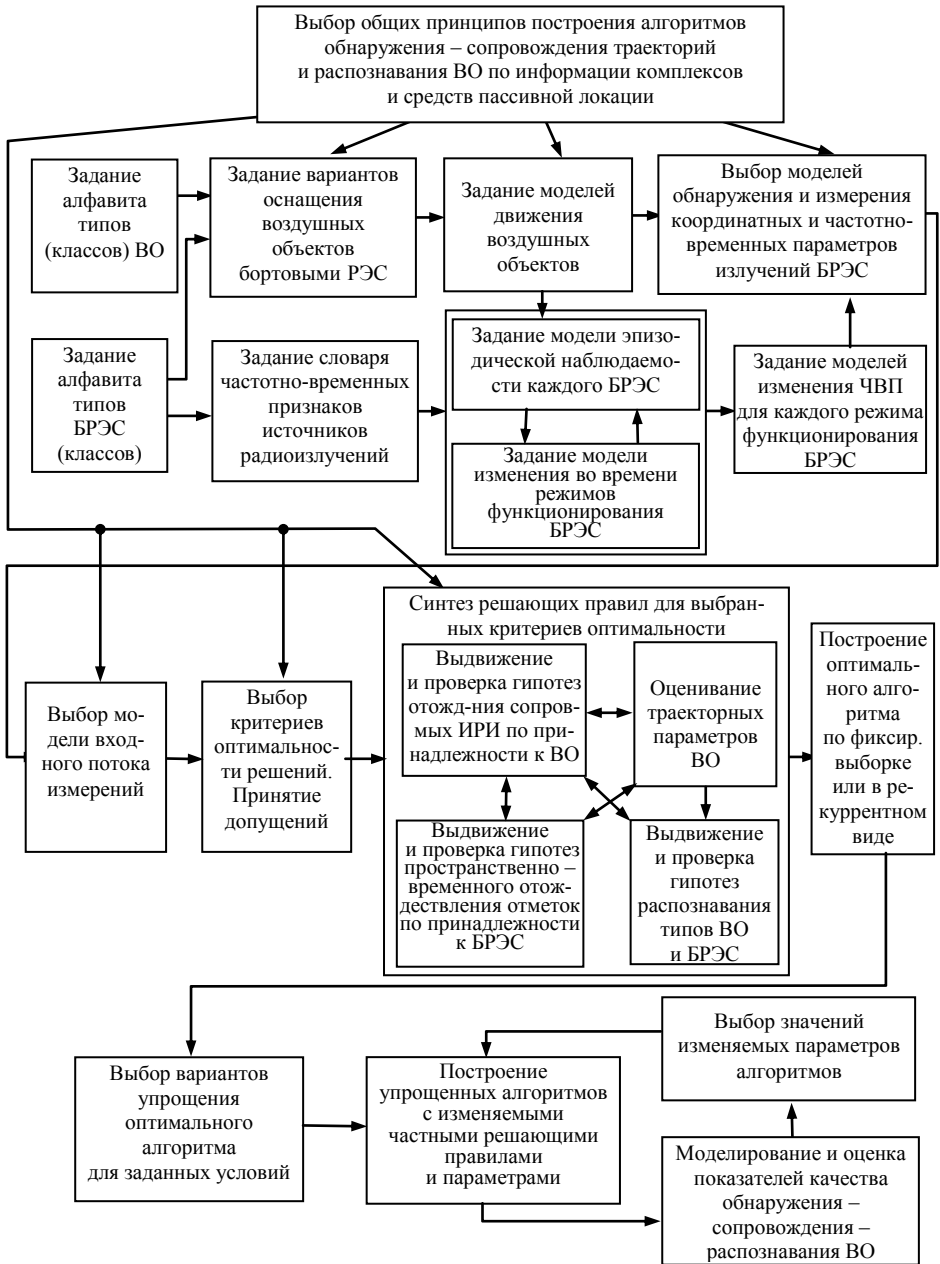 Выбор общих принципов построения алгоритмов
обнаружения – сопровождения траекторий
и распознавания ВО по информации комплексов
и средств пассивной локации
Задание
алфавита
типов
(классов) ВО
Задание вариантов
оснащения
воздушных
объектов
бортовыми РЭС
Задание моделей
движения
воздушных
объектов
Выбор моделей
обнаружения и измерения
координатных и частотно-
временных параметров
излучений БРЭС
Задание
алфавита
типов
БРЭС
(классов)
Задание словаря
частотно-временных
признаков
источников
радиоизлучений
Задание модели эпизо-
дической наблюдаемо-
сти каждого БРЭС
Задание модели
изменения во времени
режимов
функционирования
БРЭС
Задание моделей
изменения ЧВП
для каждого режима
функционирования
БРЭС
Выбор мо-
дели вход-
ного потока
измерений
Выбор
критериев
оптимально-
сти решений.
Принятие
допущений
Синтез решающих правил для выбран-
ных критериев оптимальности
Выдвижение
и проверка гипотез
отожд-ния сопров-
мых ИРИ по при-
надлежности к ВО
Оценивание
траекторных
параметров
ВО
Выдвижение
и проверка гипотез
пространственно –
временного отож-
дествления отметок
по принадлежности
к БРЭС
Выдвижение
и проверка
гипотез
распознавания
типов ВО
и БРЭС
Построение
оптималь-
ного алго-
ритма
по фиксир.
выборке
или в ре-
куррентном
виде
Выбор вариантов
упрощения
оптимального
алгоритма
для заданных условий
Построение
упрощенных алгоритмов
с изменяемыми
частными решающими
правилами
и параметрами
Выбор значений
изменяемых параметров
алгоритмов
Моделирование и оценка
показателей качества
обнаружения –
сопровождения –
распознавания ВО